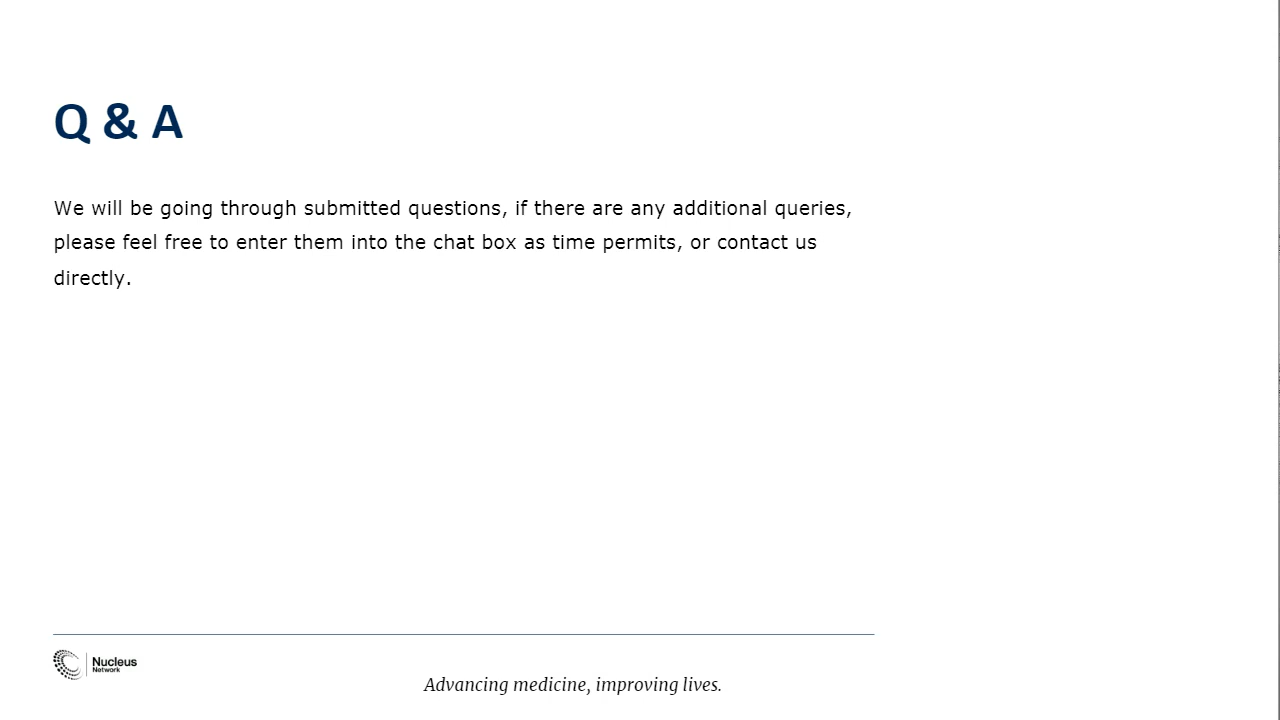 Q & A
We will be going through submitted questions, if there are any additional queries,
please feel free to enter them into the chat box as time permits, or contact us
directly.
Nucleus
Network
Advancing medicine, improving lives.